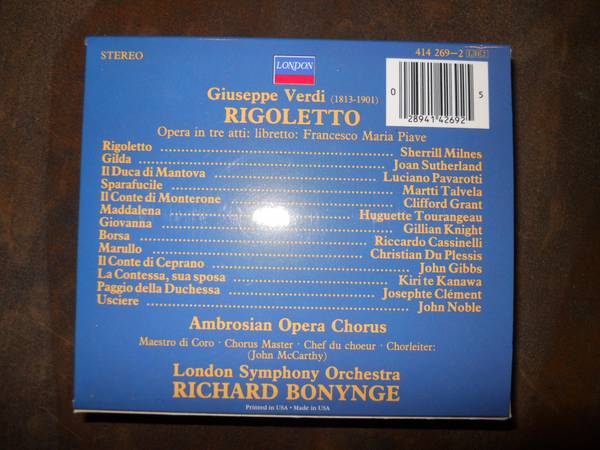 STEREO
414 269-2 LH3
LONDON
Giuseppe Verdi (1813-1901)
RIGOLETTO
Opera in tre atti: libretto: Francesco Maria Piave
0 28941 42692 5
Rigoletto Sherrill Milnes
Gilda Joan Sutherland
Il Duca di Mantova Luciano Pavarotti
Sparafucile Martti Talvela
Il Conte di Monterone Clifford Grant
Maddalena Huguette Tourangeau
Giovanna Gillian Knight
Borsa Riccardo Cassinelli
Marullo Christian Du Plessis
Il Conte di Ceprano John Gibbs
La Contessa, sua sposa Kiri te Kanawa
Paggio della Duchessa Josephte Clément
Usciere John Noble
Ambrosian Opera Chorus
Maestro di Coro · Chorus Master · Chef du choeur · Chorleiter:
(John McCarthy)
London Symphony Orchestra
RICHARD BONYNGE
Printed in USA • Made in USA